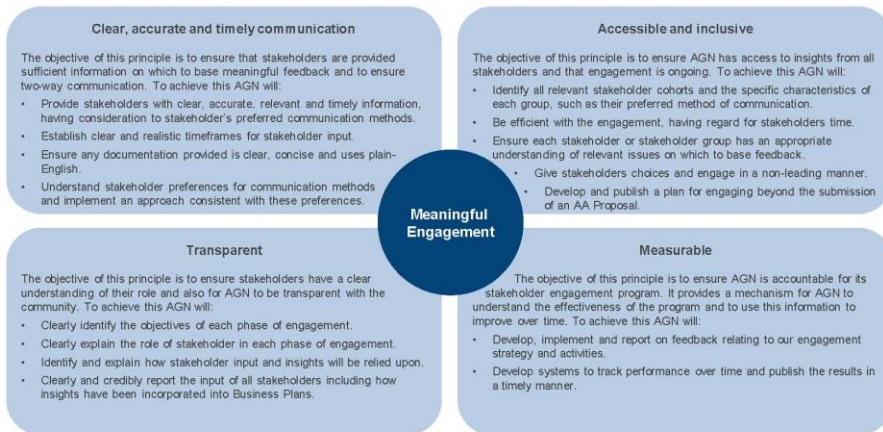 Clear, accurate and timely communication
The objective of this principle is to ensure that stakeholders are provided
sufficient information on which to base meaningful feedback and to ensure
two-way communication. To achieve this AGN will:
• Provide stakeholders with clear, accurate, relevant and timely information,
having consideration to stakeholder's preferred communication methods.
• Establish clear and realistic timeframes for stakeholder input.
• Ensure any documentation provided is clear, concise and uses plain-
English.
• Understand stakeholder preferences for communication methods
and implement an approach consistent with these preferences.
Accessible and inclusive
The objective of this principle is to ensure AGN has access to insights from all
stakeholders and that engagement is ongoing. To achieve this AGN will:
• Identify all relevant stakeholder cohorts and the specific characteristics of
each group, such as their preferred method of communication.
• Be efficient with the engagement, having regard for stakeholders time.
• Ensure each stakeholder or stakeholder group has an appropriate
understanding of relevant issues on which to base feedback.
• Give stakeholders choices and engage in a non-leading manner.
• Develop and publish a plan for engaging beyond the submission
of an AA Proposal.
Meaningful
Engagement
Transparent
The objective of this principle is to ensure stakeholders have a clear
understanding of their role and also for AGN to be transparent with the
community. To achieve this AGN will:
• Clearly identify the objectives of each phase of engagement.
• Clearly explain the role of stakeholder in each phase of engagement.
• Identify and explain how stakeholder input and insights will be relied upon.
• Clearly and credibly report the input of all stakeholders including how
insights have been incorporated into Business Plans.
Measurable
The objective of this principle is to ensure AGN is accountable for its
stakeholder engagement program. It provides a mechanism for AGN to
understand the effectiveness of the program and to use this information to
improve over time. To achieve this AGN will:
• Develop, implement and report on feedback relating to our engagement
strategy and activities.
• Develop systems to track performance over time and publish the results in
a timely manner.